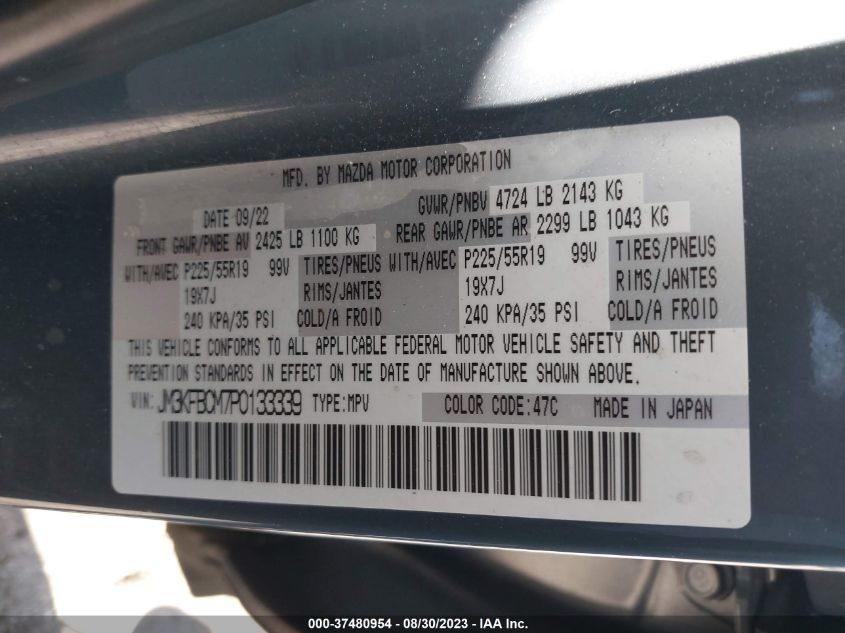 MFD. BY MAZDA MOTOR CORPORATION
DATE 09/22 GVWR/PNBV 4724 LB 2143 KG
FRONT GAWR/PNBE AV 2425 LB 1100 KG REAR GAWR/PNBE AR 2299 LB 1043 KG
WITH/AVEC P225/55R19 99V TIRES/PNEUS WITH/AVEC P225/55R19 99V TIRES/PNEUS
19X7J RIMS/JANTES 19X7J RIMS/JANTES
240 KPA/35 PSI COLD/A FROID 240 KPA/35 PSI COLD/A FROID
THIS VEHICLE CONFORMS TO ALL APPLICABLE FEDERAL MOTOR VEHICLE SAFETY AND THEFT
PREVENTION STANDARDS IN EFFECT ON THE DATE OF MANUFACTURE SHOWN ABOVE.
VIN: JM3KFBCM7P0133339 TYPE:MPV COLOR CODE:47C MADE IN JAPAN
000-37480954 - 08/30/2023 - IAA Inc.